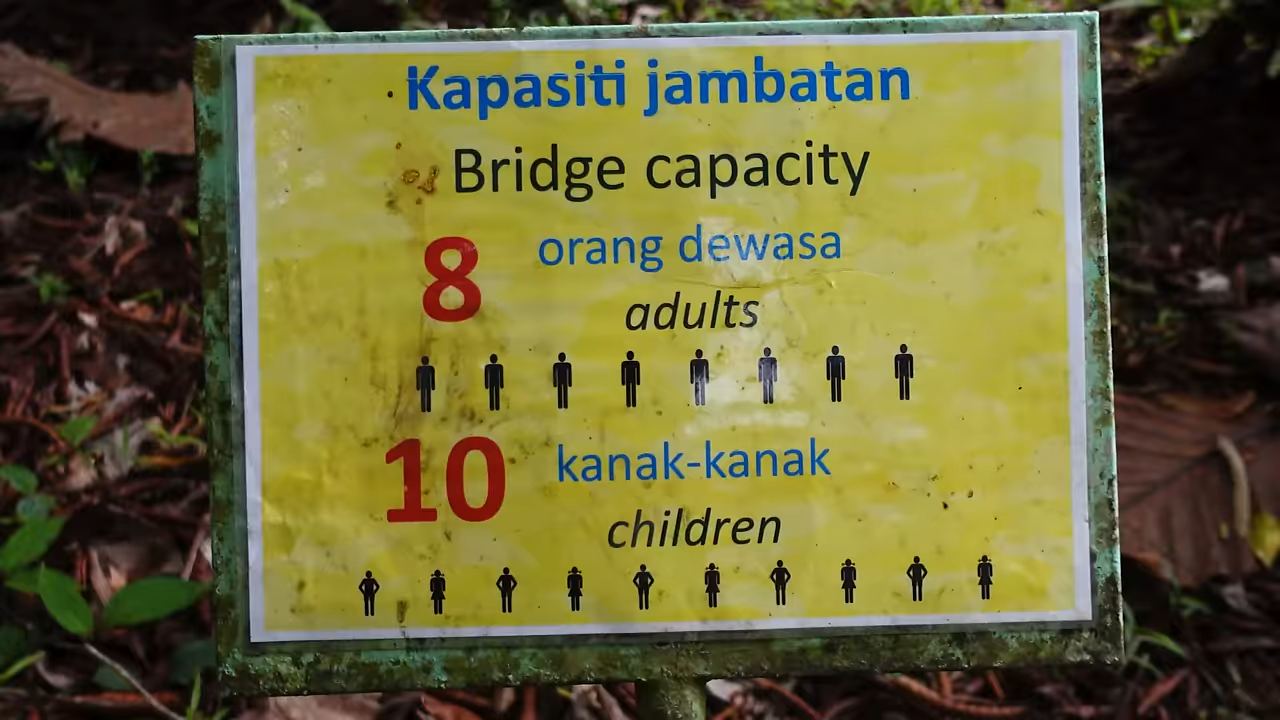 Kapasiti jambatan
Bridge capacity
8 orang dewasa
adults
10 kanak-kanak
children